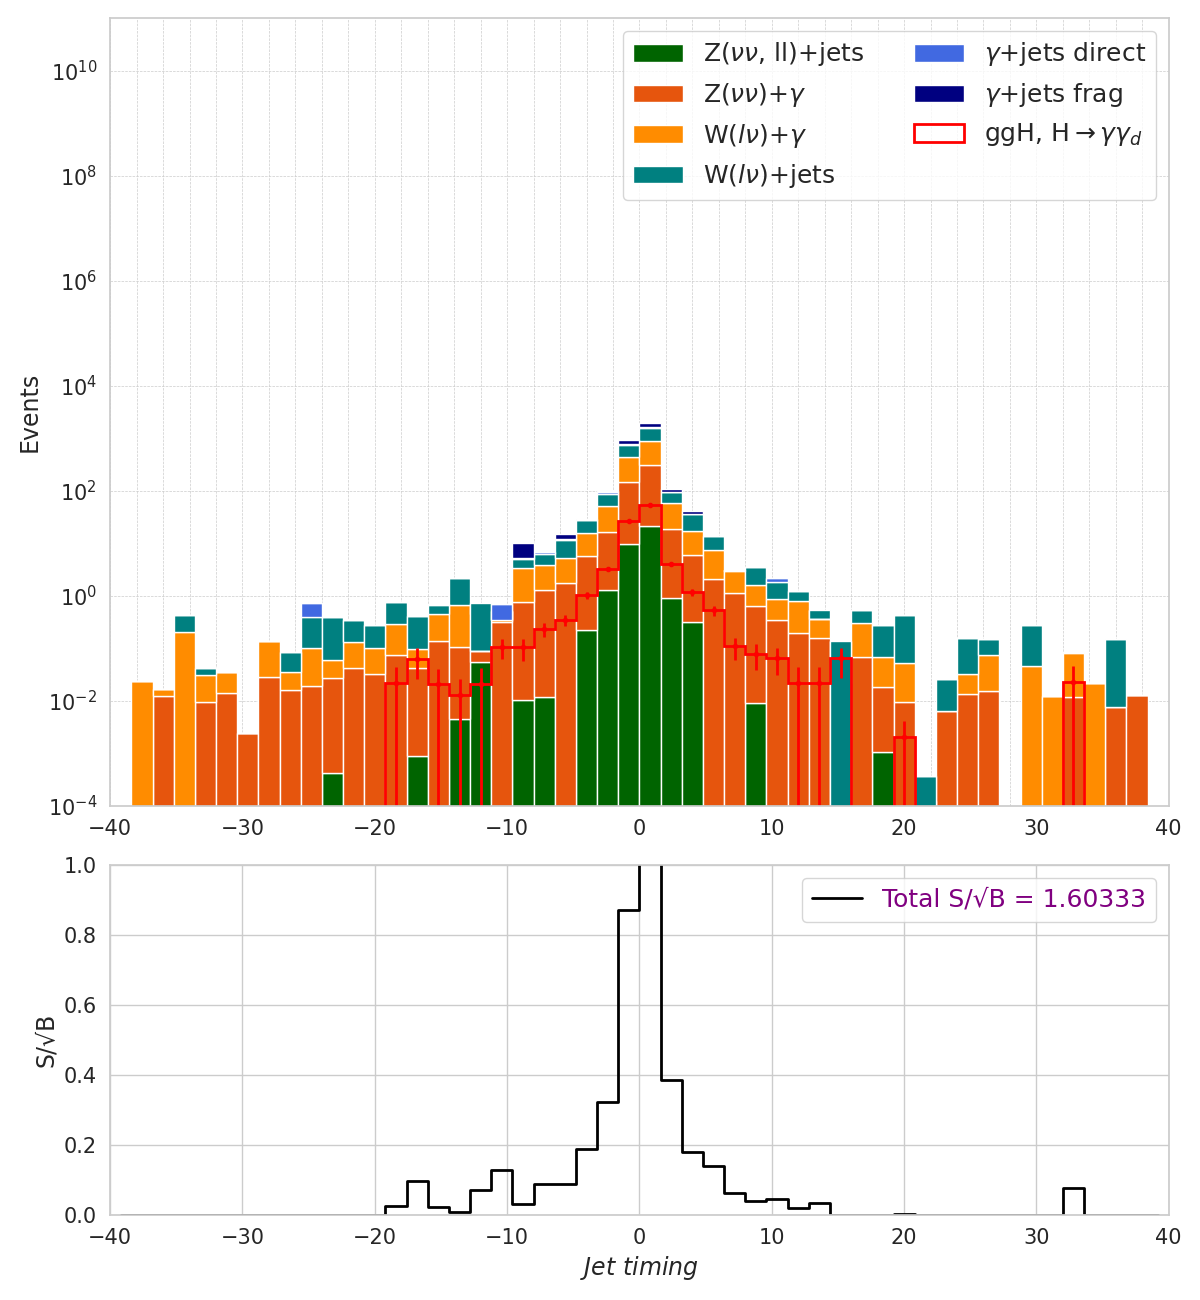 Z(νν, ll)+jets
Z(νν)+γ
W(lν)+γ
W(lν)+jets
γ+jets direct
γ+jets frag
ggH, H→γγ_d
Events
10^10
10^8
10^6
10^4
10^2
10^0
10^−2
10^−4
−40 −30 −20 −10 0 10 20 30 40
Total S/√B = 1.60333
S/√B
1.0
0.8
0.6
0.4
0.2
0.0
−40 −30 −20 −10 0 10 20 30 40
Jet timing